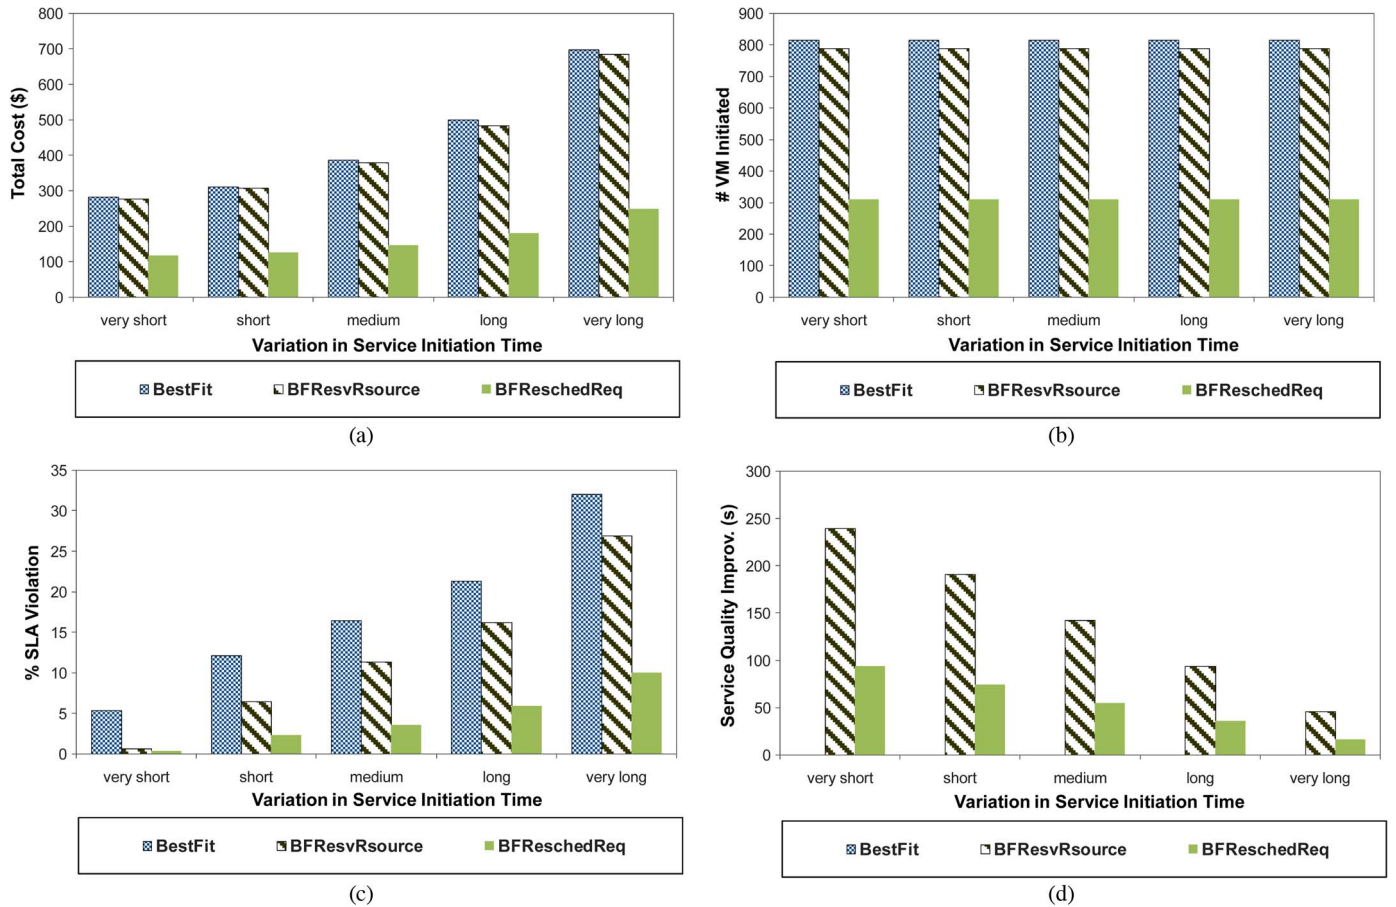 800
700
600
500
400
300
200
100
0
Total Cost ($)
very short short medium long very long
Variation in Service Initiation Time
BestFit BFResvRsource BFReschedReq
(a)
900
800
700
600
500
400
300
200
100
0
# VM Initiated
very short short medium long very long
Variation in Service Initiation Time
BestFit BFResvRsource BFReschedReq
(b)
35
30
25
20
15
10
5
0
% SLA Violation
very short short medium long very long
Variation in Service Initiation Time
BestFit BFResvRsource BFReschedReq
(c)
300
250
200
150
100
50
0
Service Quality Improv. (s)
very short short medium long very long
Variation in Service Initiation Time
BestFit BFResvRsource BFReschedReq
(d)